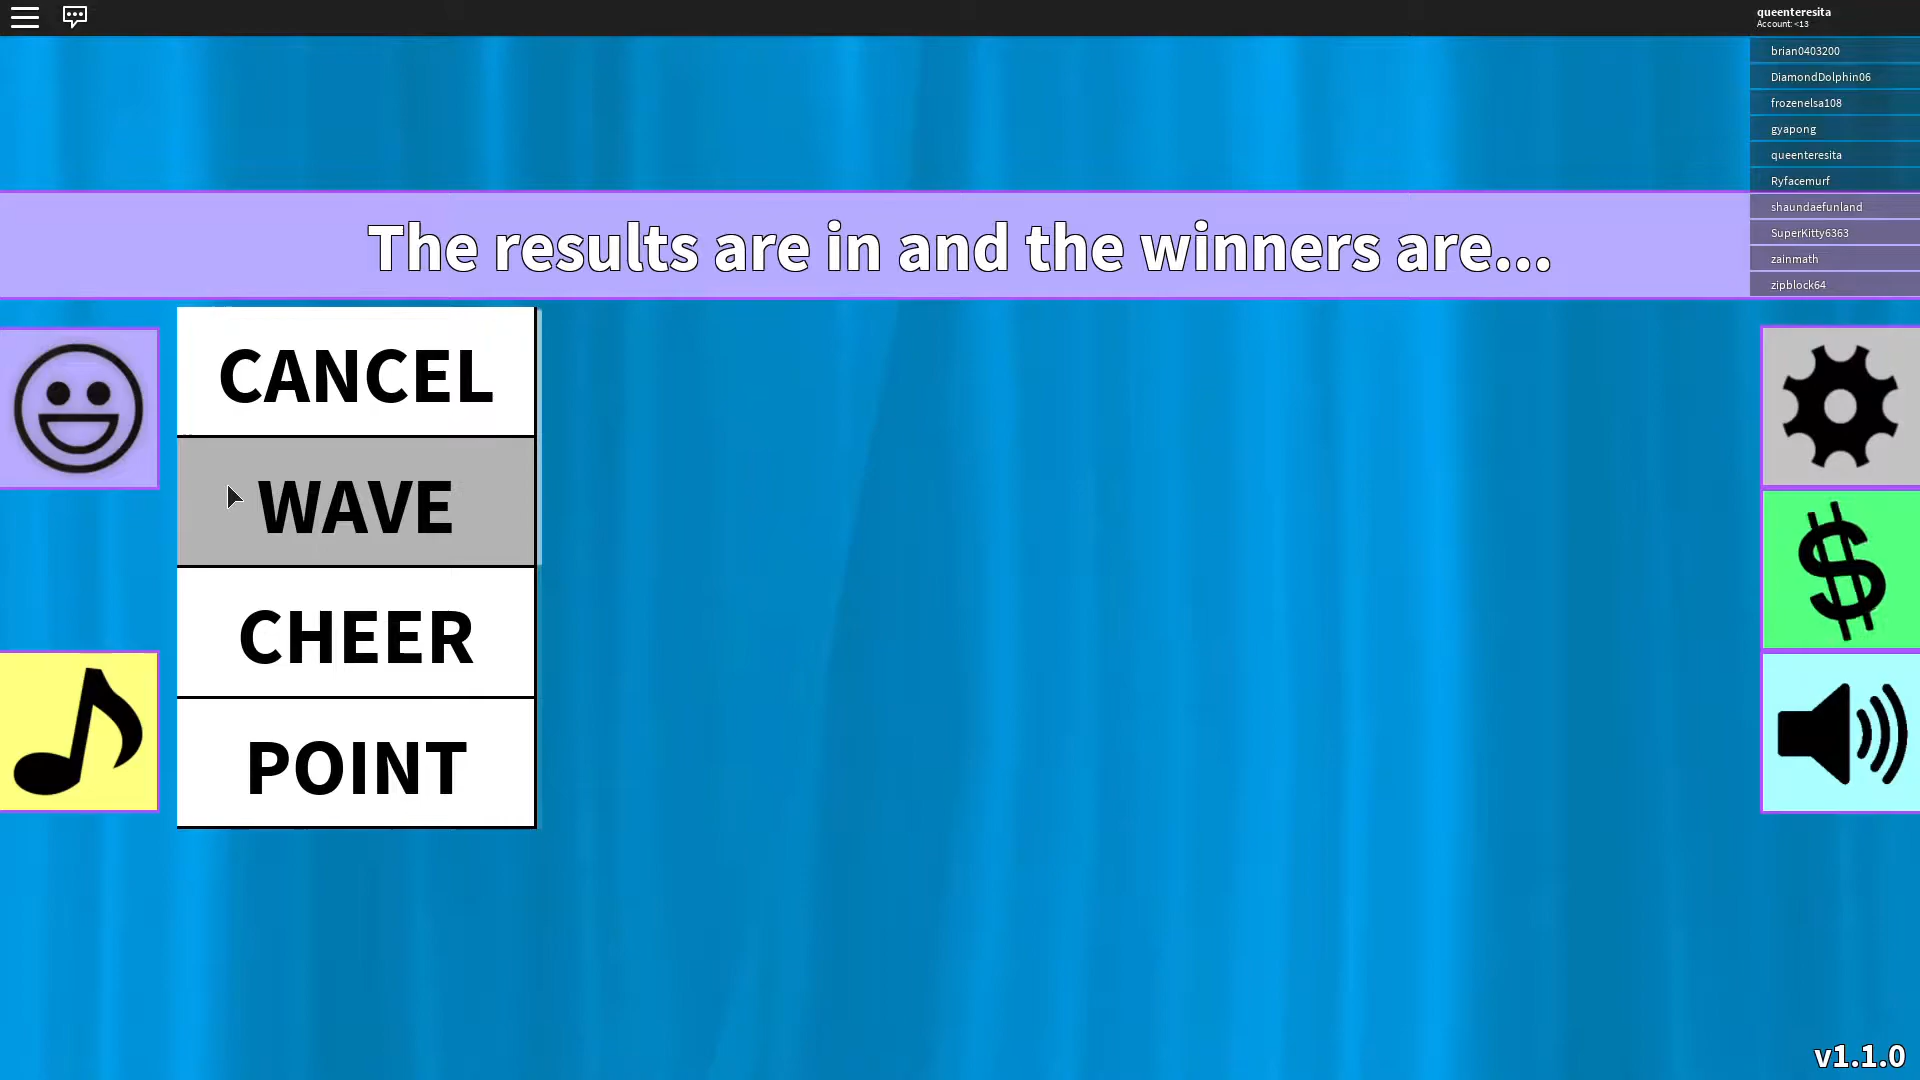 queenteresita
Account: <13
brian0403200
DiamondDolphin06
frozenelsa108
gyapong
queenteresita
Ryfacemurf
shaundaefunland
SuperKitty6363
zainmath
zipblock64
The results are in and the winners are...
CANCEL
WAVE
CHEER
POINT
v1.1.0